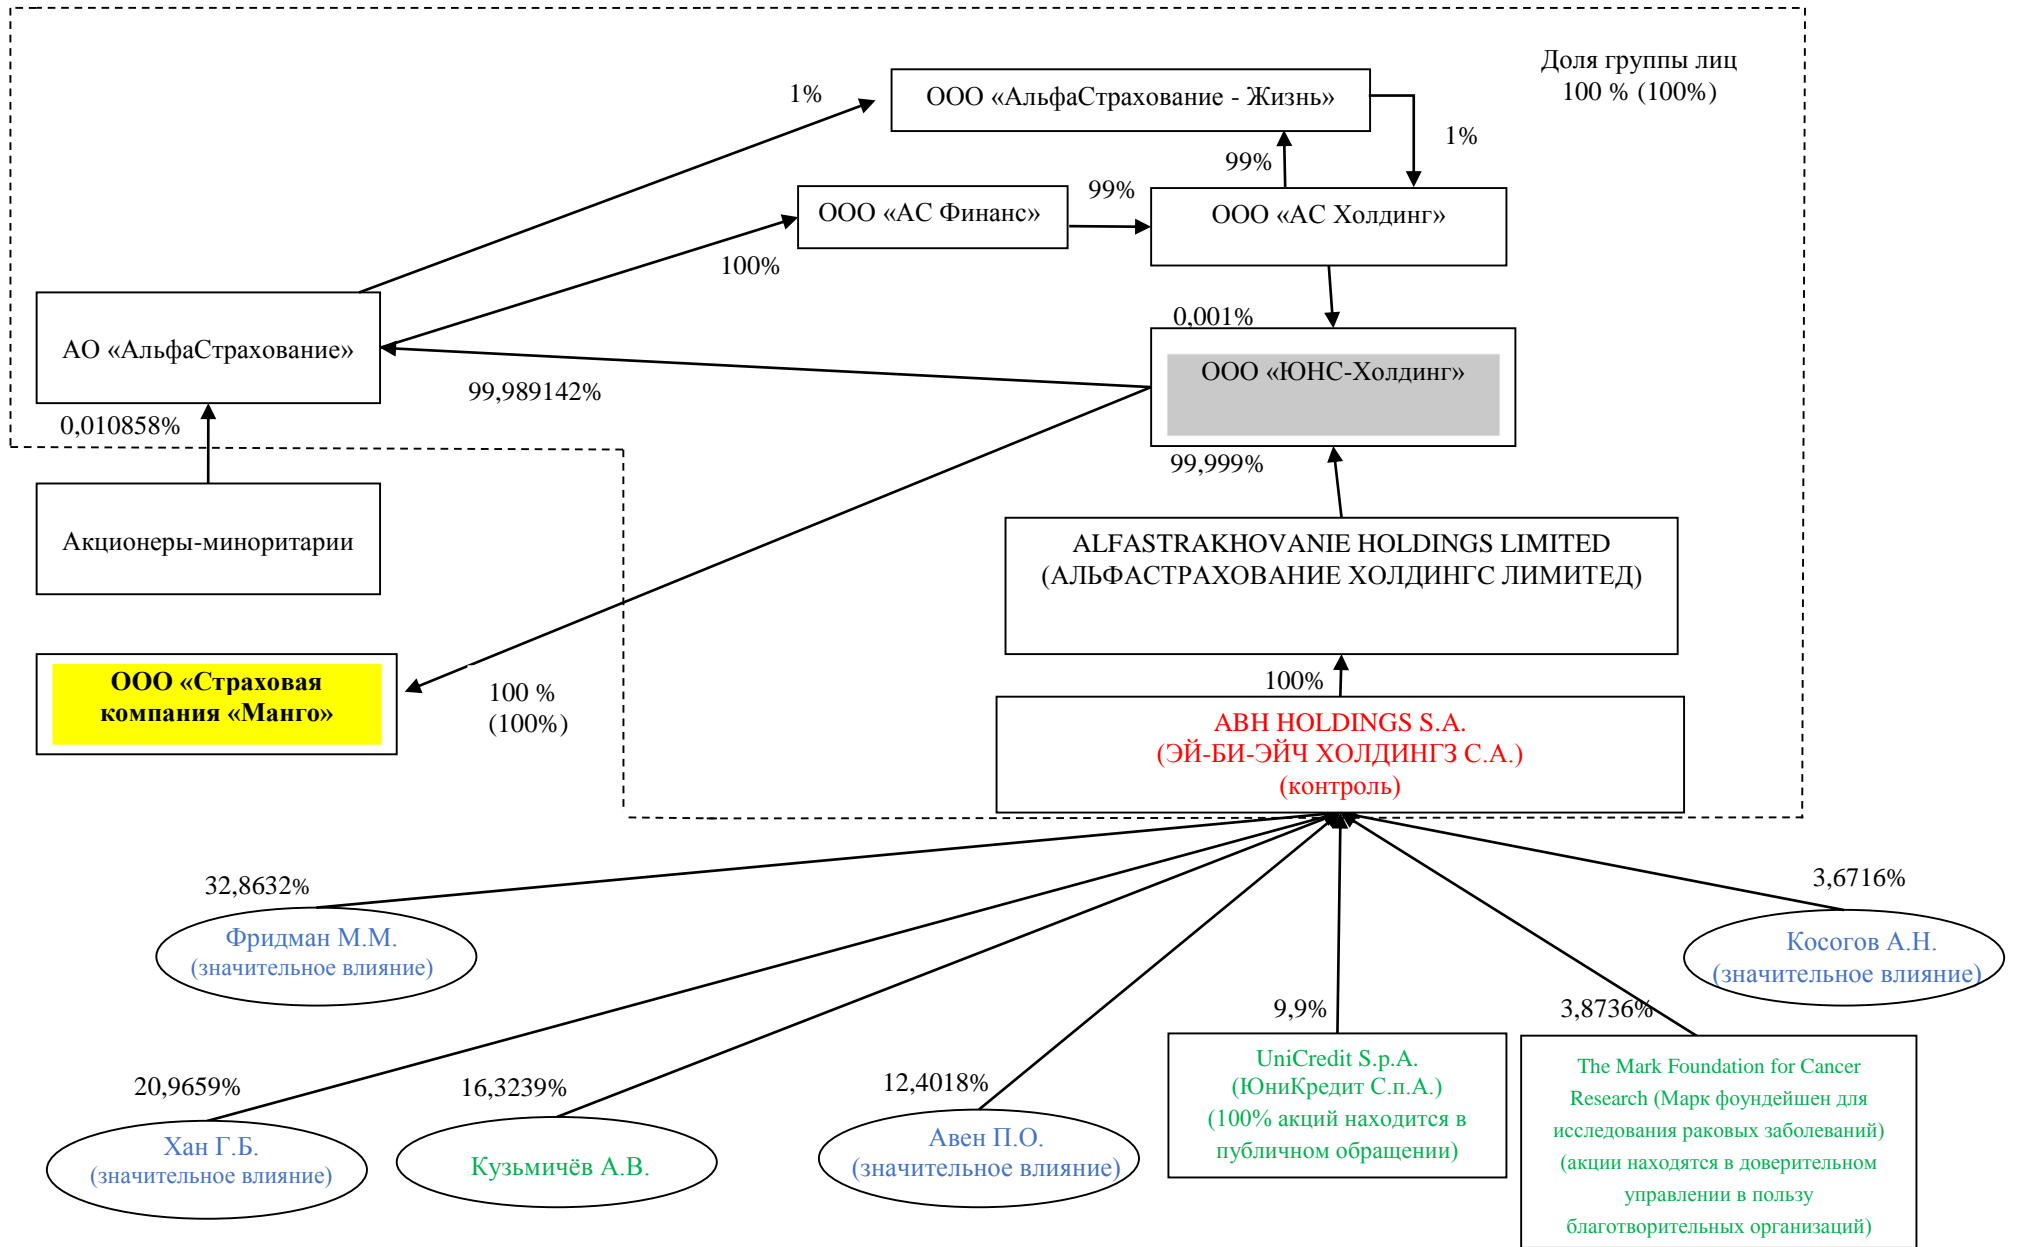 Доля группы лиц
100 % (100%)
1%
ООО «АльфаСтрахование - Жизнь»
1%
99%
ООО «АС Финанс»
99%
ООО «АС Холдинг»
100%
АО «АльфаСтрахование»
0,001%
ООО «ЮНС-Холдинг»
99,989142%
0,010858%
99,999%
Акционеры-миноритарии
ALFASTRAKHOVANIE HOLDINGS LIMITED
(АЛЬФАСТРАХОВАНИЕ ХОЛДИНГС ЛИМИТЕД)
ООО «Страховая
компания «Манго»
100 %
(100%)
100%
ABH HOLDINGS S.A.
(ЭЙ-БИ-ЭЙЧ ХОЛДИНГЗ С.А.)
(контроль)
32,8632%
Фридман М.М.
(значительное влияние)
3,6716%
Косогов А.Н.
(значительное влияние)
20,9659%
Хан Г.Б.
(значительное влияние)
16,3239%
Кузьмичёв А.В.
12,4018%
Авен П.О.
(значительное влияние)
9,9%
UniCredit S.p.A.
(ЮниКредит С.п.А.)
(100% акций находится в
публичном обращении)
3,8736%
The Mark Foundation for Cancer
Research (Марк фоундейшен для
исследования раковых заболеваний)
(акции находятся в доверительном
управлении в пользу
благотворительных организаций)